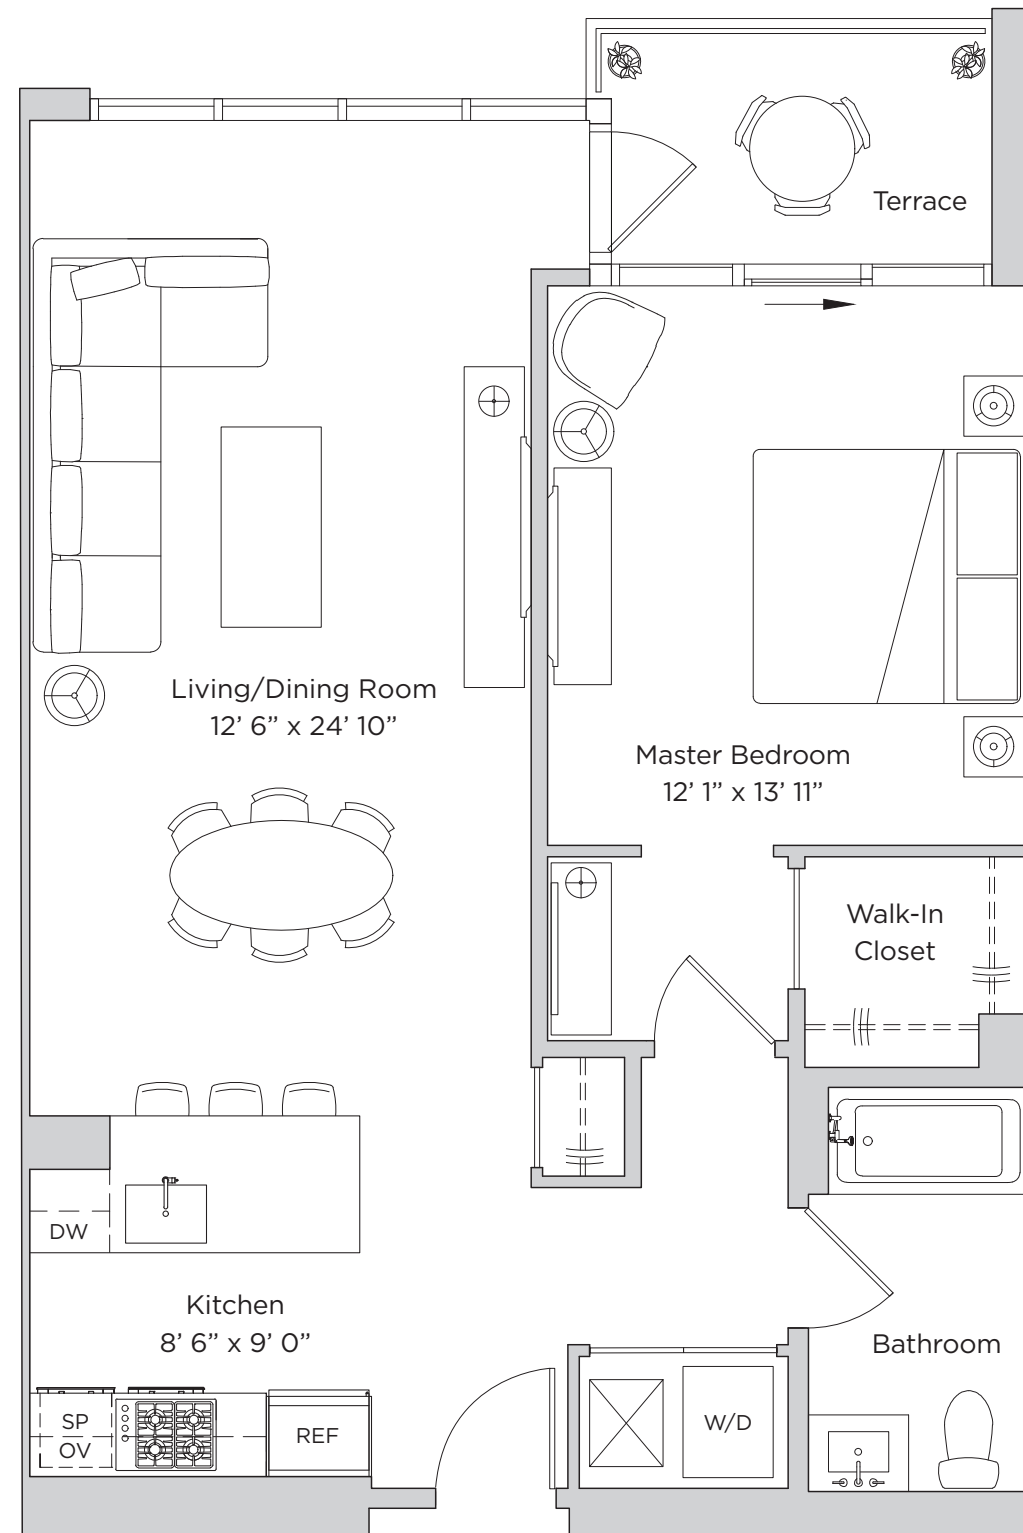 Terrace
Living/Dining Room
12’ 6” x 24’ 10”
Master Bedroom
12’ 1” x 13’ 11”
Walk-In
Closet
DW
Kitchen
8’ 6” x 9’ 0”
Bathroom
SP
OV
REF
W/D